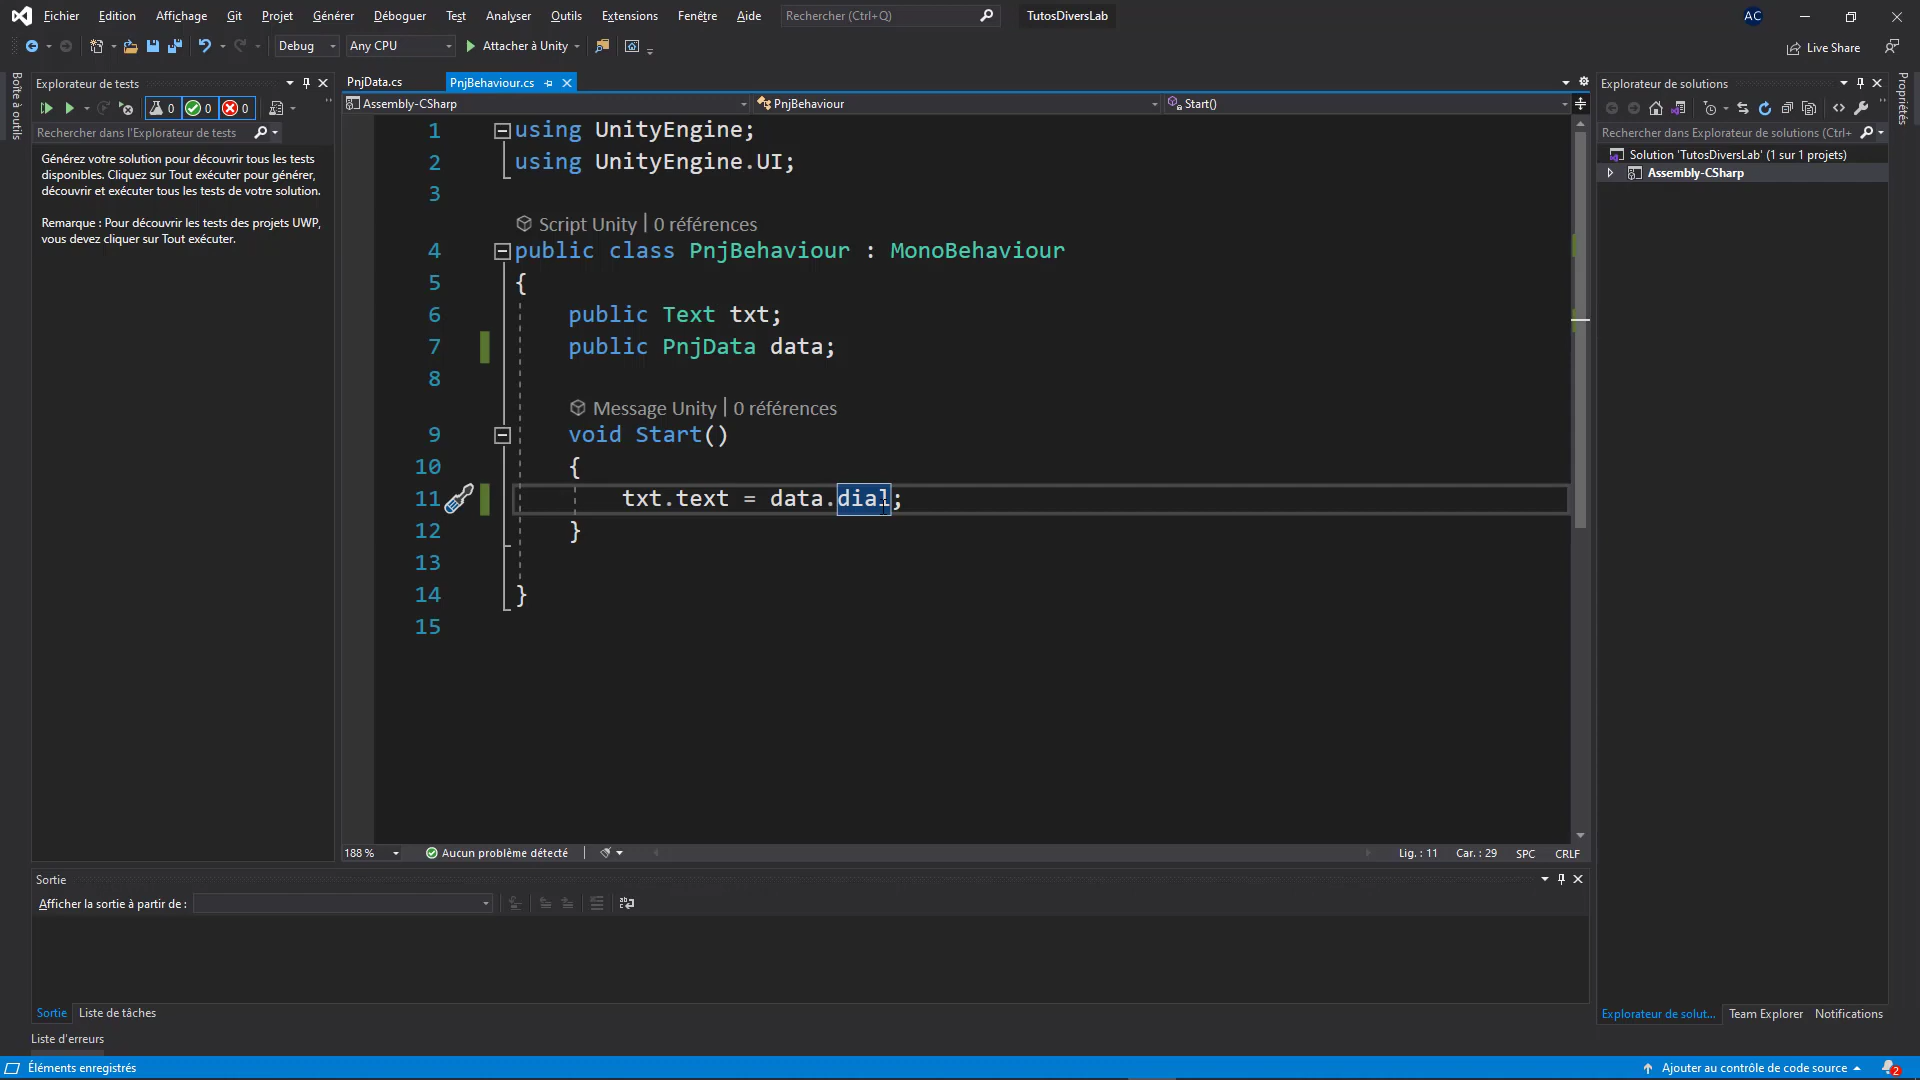 Fichier Edition Affichage Git Projet Générer Déboguer Test Analyser Outils Extensions Fenêtre Aide Rechercher (Ctrl+Q) TutosDiversLab AC
Debug Any CPU Attacher à Unity Live Share
Boîte à outils
Explorateur de tests
0 0 0
Rechercher dans l'Explorateur de tests
Générez votre solution pour découvrir tous les tests
disponibles. Cliquez sur Tout exécuter pour générer,
découvrir et exécuter tous les tests de votre solution.
Remarque : Pour découvrir les tests des projets UWP,
vous devez cliquer sur Tout exécuter.
PnjData.cs PnjBehaviour.cs
Assembly-CSharp PnjBehaviour Start()
1 using UnityEngine;
2 using UnityEngine.UI;
3
Script Unity | 0 références
4 public class PnjBehaviour : MonoBehaviour
5 {
6 public Text txt;
7 public PnjData data;
8
Message Unity | 0 références
9 void Start()
10 {
11 txt.text = data.dial;
12 }
13
14 }
15
188 % Aucun problème détecté Lig. : 11 Car. : 29 SPC CRLF
Explorateur de solutions
Rechercher dans Explorateur de solutions (Ctrl+
Solution 'TutosDiversLab' (1 sur 1 projets)
Assembly-CSharp
Propriétés
Sortie
Afficher la sortie à partir de :
Sortie Liste de tâches
Explorateur de solut... Team Explorer Notifications
Liste d'erreurs
Éléments enregistrés Ajouter au contrôle de code source 2